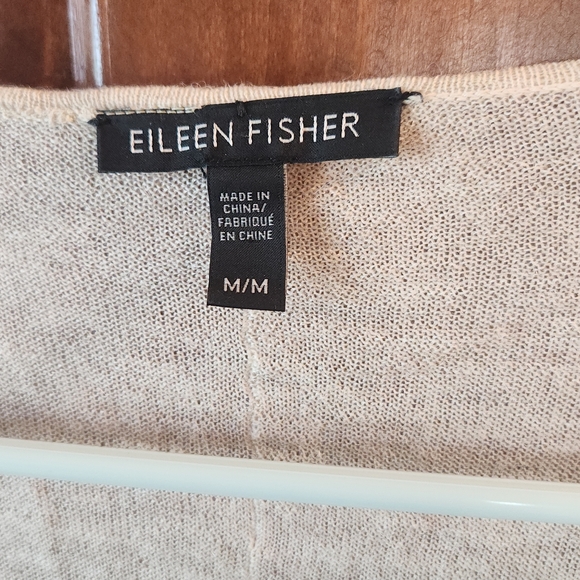 EILEEN FISHER
MADE IN
CHINA/
FABRIQUÉ
EN CHINE
M/M